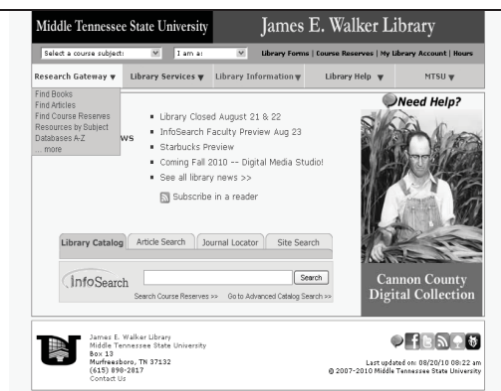 Middle Tennessee State University
James E. Walker Library
Select a course subject:
I am a:
Library Forms | Course Reserves | My Library Account | Hours
Research Gateway
Library Services
Library Information
Library Help
MTSU
Find Books
Find Articles
Find Course Reserves
Resources by Subject
Databases A-Z
... more
WS
Library Closed August 21 & 22
InfoSearch Faculty Preview Aug 23
Starbucks Preview
Coming Fall 2010 -- Digital Media Studio!
See all library news >>
Subscribe in a reader
Need Help?
Library Catalog
Article Search
Journal Locator
Site Search
InfoSearch
Search
Search Course Reserves >>
Go to Advanced Catalog Search >>
Cannon County
Digital Collection
James E. Walker Library
Middle Tennessee State University
Box 13
Murfreesboro, TN 37132
(615) 898-2817
Contact Us
Last updated on: 08/20/10 08:22 am
© 2007-2010 Middle Tennessee State University